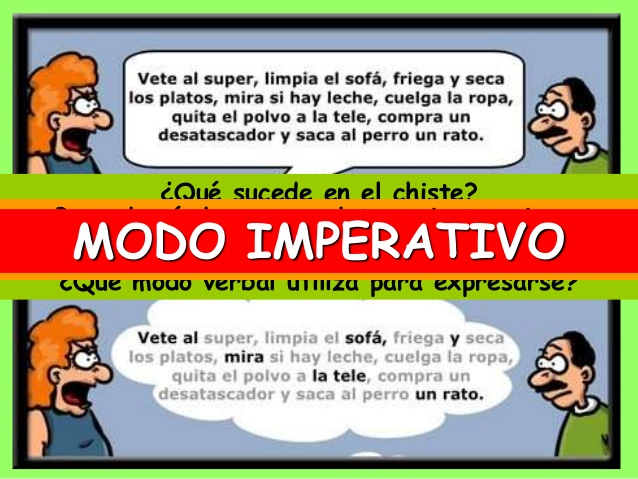 Vete al super, limpia el sofá, friega y seca
los platos, mira si hay leche, cuelga la ropa,
quita el polvo a la tele, compra un
desatascador y saca al perro un rato.
¿Qué sucede en el chiste?
MODO IMPERATIVO
¿Qué modo verbal utiliza para expresarse?
Vete al super, limpia el sofá, friega y seca
los platos, mira si hay leche, cuelga la ropa,
quita el polvo a la tele, compra un
desatascador y saca al perro un rato.